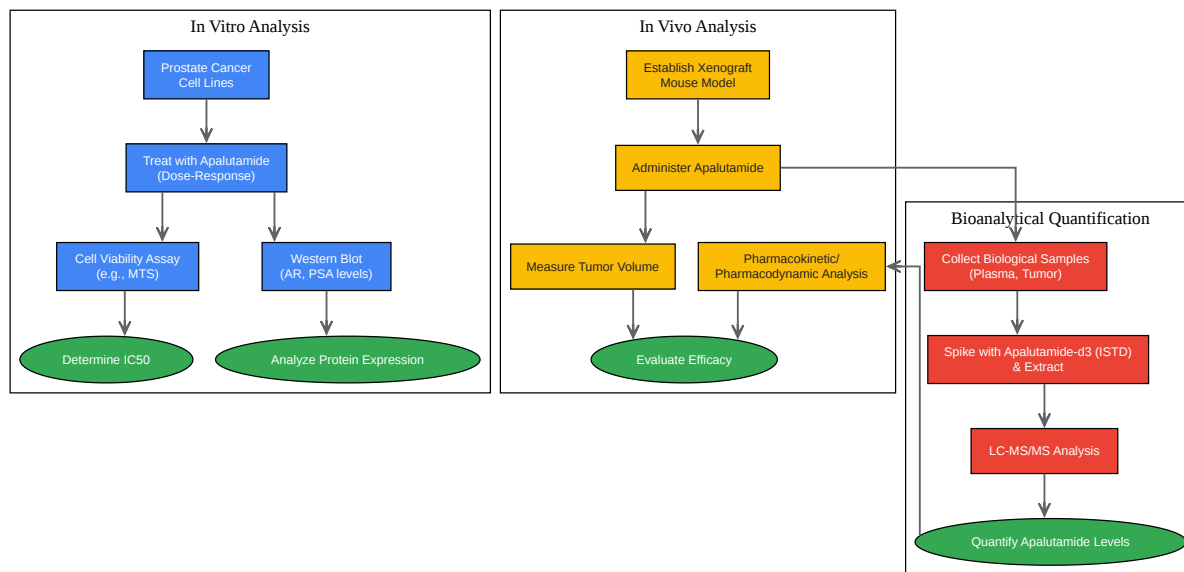 In Vitro Analysis
Prostate Cancer
Cell Lines
Treat with Apalutamide
(Dose-Response)
Cell Viability Assay
(e.g., MTS)
Western Blot
(AR, PSA levels)
Determine IC50
Analyze Protein Expression
In Vivo Analysis
Establish Xenograft
Mouse Model
Administer Apalutamide
Measure Tumor Volume
Pharmacokinetic/
Pharmacodynamic Analysis
Evaluate Efficacy
Bioanalytical Quantification
Collect Biological Samples
(Plasma, Tumor)
Spike with Apalutamide-d3 (ISTD)
& Extract
LC-MS/MS Analysis
Quantify Apalutamide Levels